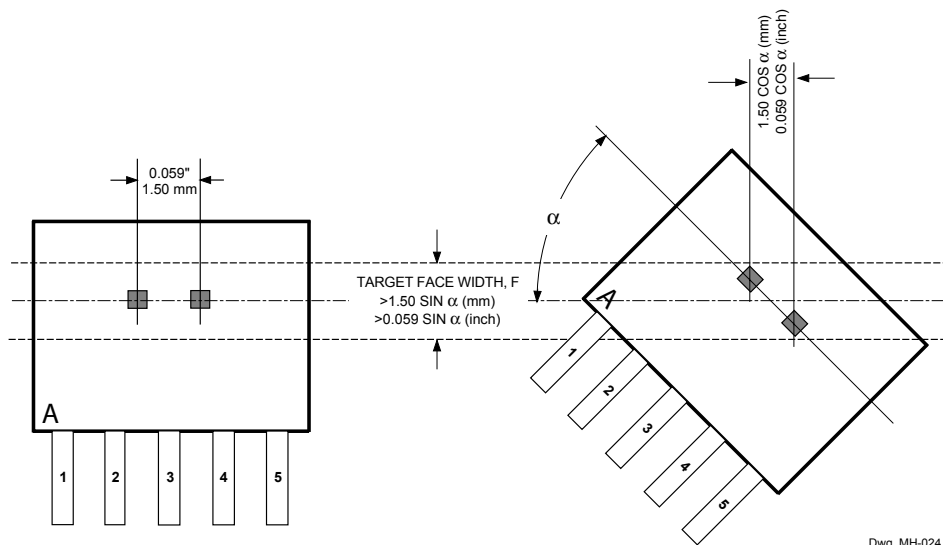 0.059"
1.50 mm
A
1
2
3
4
5
TARGET FACE WIDTH, F
>1.50 SIN α (mm)
>0.059 SIN α (inch)
1.50 COS α (mm)
0.059 COS α (inch)
α
A
1
2
3
4
5
Dwg. MH-024